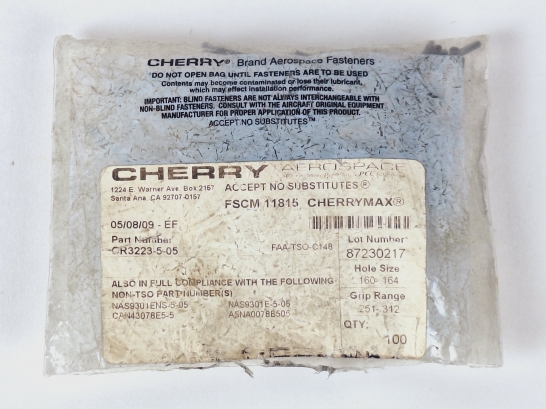 CHERRY® Brand Aerospace Fasteners
DO NOT OPEN BAG UNTIL FASTENERS ARE TO BE USED
Contents may become contaminated or lose their lubricant,
which may effect installation performance.
IMPORTANT: BLIND FASTENERS ARE NOT ALWAYS INTERCHANGEABLE WITH
NON-BLIND FASTENERS. CONSULT WITH THE AIRCRAFT ORIGINAL EQUIPMENT
MANUFACTURER FOR PROPER APPLICATION OF THIS PRODUCT.
ACCEPT NO SUBSTITUTES™
CHERRY AEROSPACE
1224 E. Warner Ave. Box 2157
Santa Ana, CA 92707-0157
ACCEPT NO SUBSTITUTES®
FSCM 11815 CHERRYMAX®
05/08/09 - EF
Part Number
CR3223-5-05
FAA-TSO-C148
Lot Number
87230217
Hole Size
160- 164
Grip Range
251- 312
QTY:
100
ALSO IN FULL COMPLIANCE WITH THE FOLLOWING
NON-TSO PART NUMBER(S)
NAS9301ENS-5-05 NAS9301E-5-05
CAN43078E5-5 ASNA0078E505